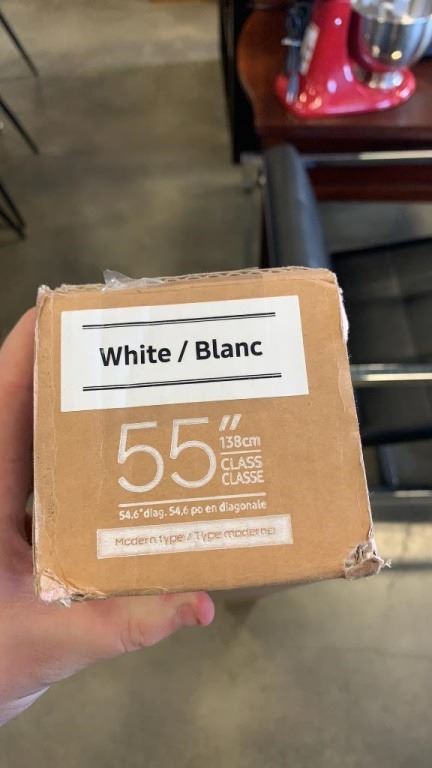 White / Blanc
55"
138cm
CLASS
CLASSE
54.6" diag. 54,6 po en diagonale
Modern type / Type moderne